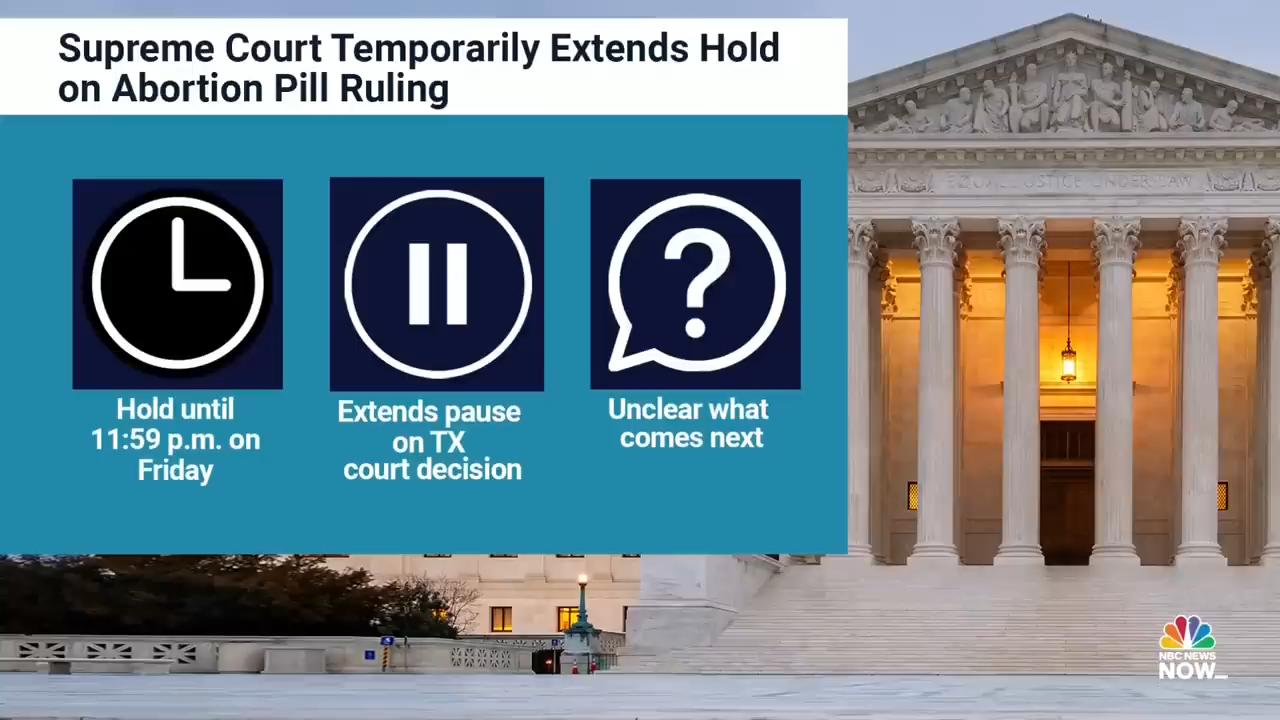 Supreme Court Temporarily Extends Hold
on Abortion Pill Ruling
EQUAL JUSTICE UNDER LAW
Hold until
11:59 p.m. on
Friday
Extends pause
on TX
court decision
Unclear what
comes next
NBC NEWS
NOW_